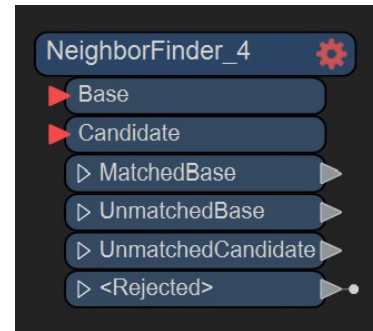 NeighborFinder_4
Base
Candidate
MatchedBase
UnmatchedBase
UnmatchedCandidate
<Rejected>